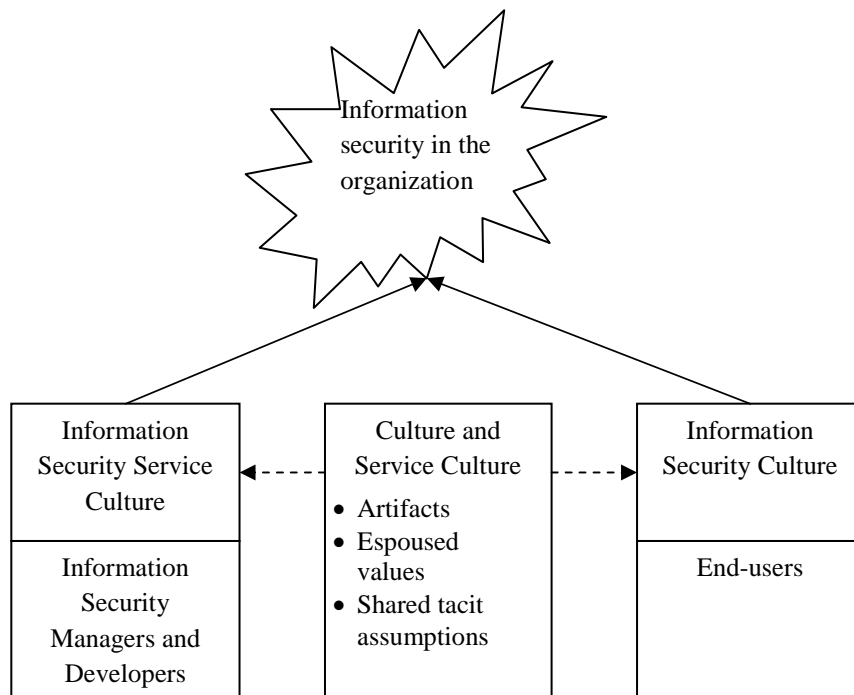 Information
security in the
organization
Information
Security Service
Culture
Information
Security
Managers and
Developers
Culture and
Service Culture
• Artifacts
• Espoused
values
• Shared tacit
assumptions
Information
Security Culture
End-users